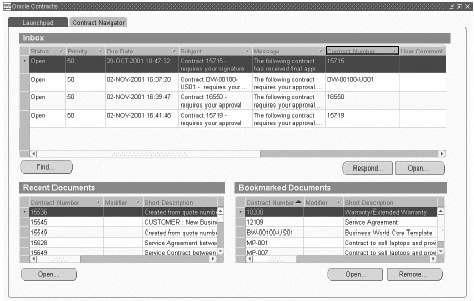 Oracle Contracts
Launchpad Contract Navigator
Inbox
Status Priority Due Date Subject Message Contract Number User Comment
Open 50 29-OCT-2001 10:47:32 Contract 15715 - requires your signature The following contract has received final appr 15715
Open 50 02-NOV-2001 16:37:20 Contract BW-00100-US01 - requires your The following contract requires your approval... BW-00100-US01
Open 50 02-NOV-2001 16:39:47 Contract 16550 - requires your approval The following contract requires your approval... 16550
Open 50 02-NOV-2001 16:41:46 Contract 15719 - requires your approval The following contract requires your approval... 15719
Find... Respond... Open...
Recent Documents
Contract Number Modifier Short Description
15536 Created from quote numbe
15545 CUSTOMER : New Busine
15549 Created from quote numbe
15628 Service Agreement betwee
15649 Service Contract between
Open...
Bookmarked Documents
Contract Number Modifier Short Description
10330 Warranty/Extended Warranty
12109 Service Agreement
BW-00100-US01 Business World Core Template
MP-001 Contract to sell laptops and prov
MP-007 Contract to sell laptops and prov
Open... Remove...